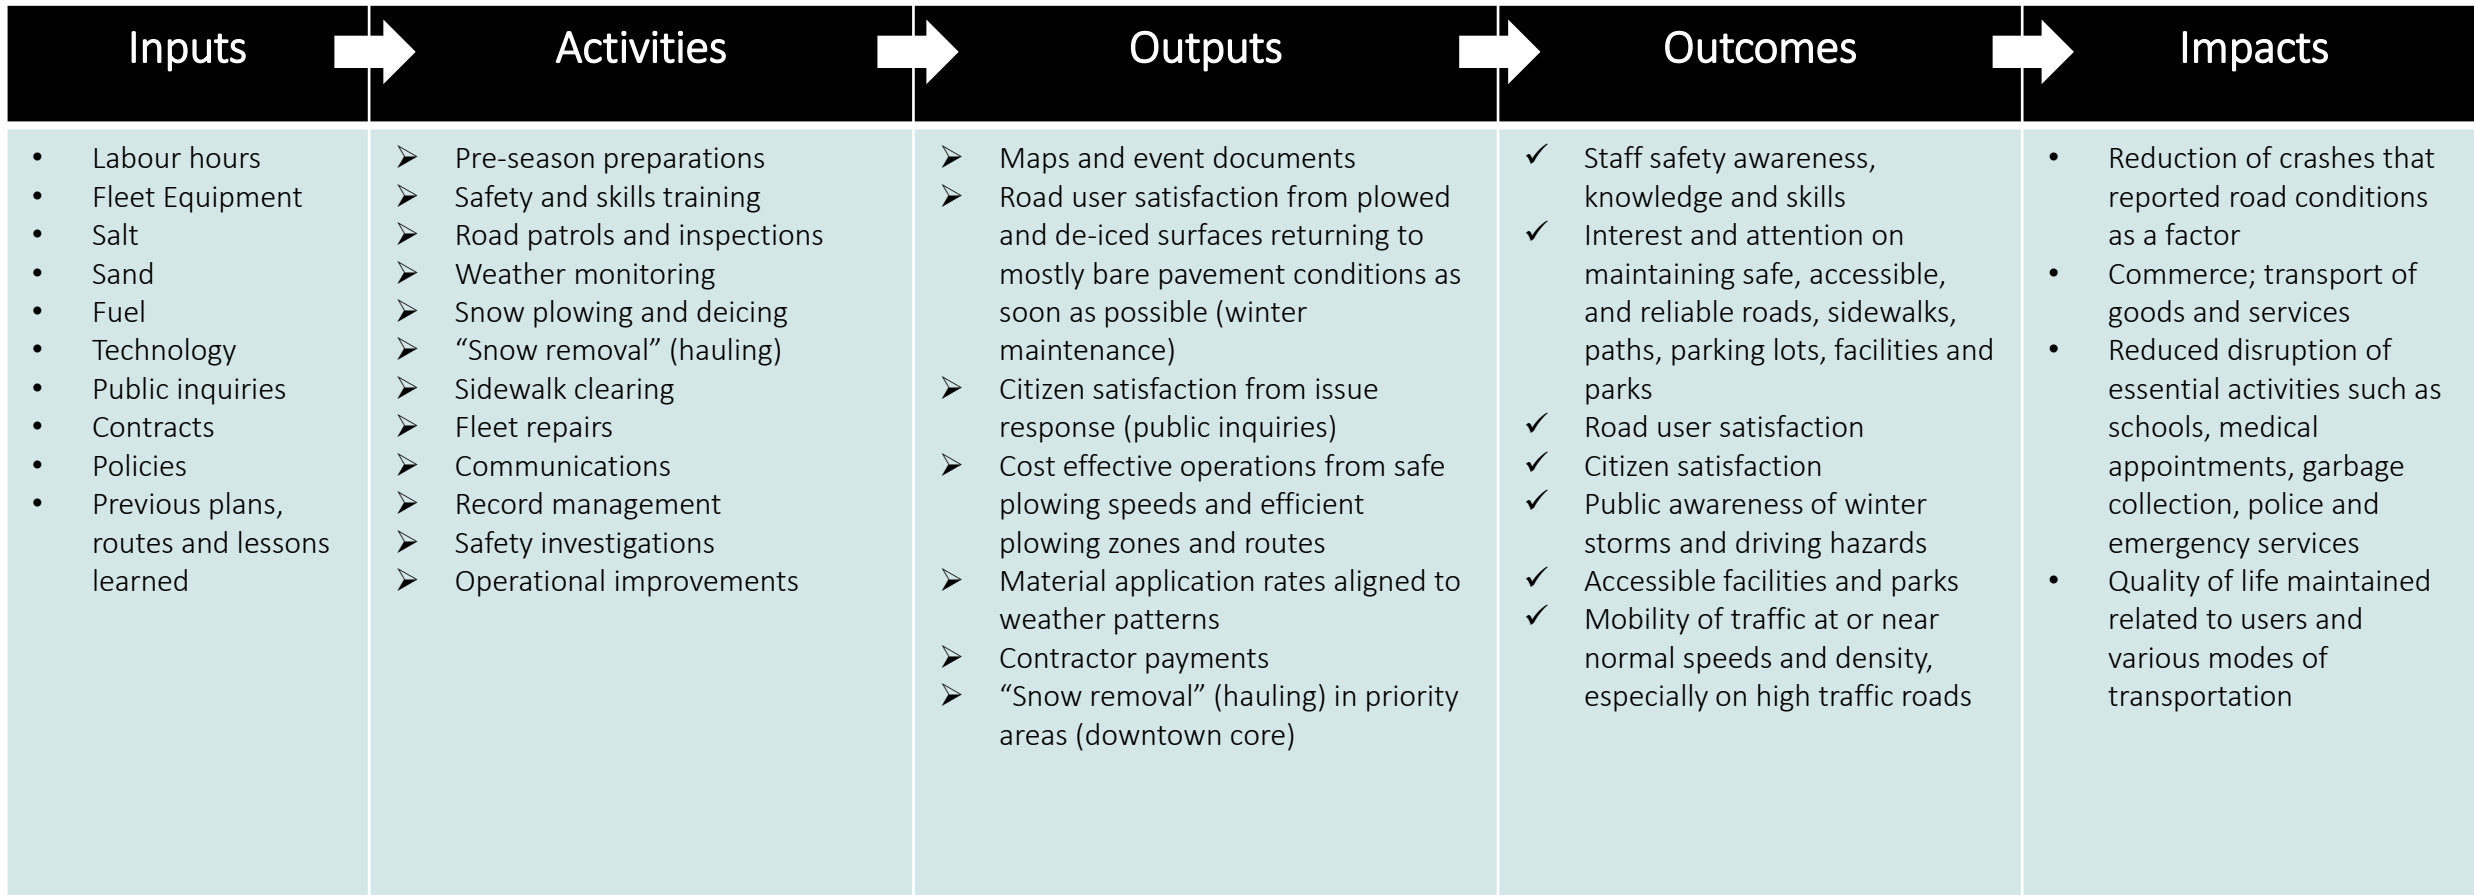 Inputs
Activities
Outputs
Outcomes
Impacts
• Labour hours
• Fleet Equipment
• Salt
• Sand
• Fuel
• Technology
• Public inquiries
• Contracts
• Policies
• Previous plans,
routes and lessons
learned
➢ Pre-season preparations
➢ Safety and skills training
➢ Road patrols and inspections
➢ Weather monitoring
➢ Snow plowing and deicing
➢ “Snow removal” (hauling)
➢ Sidewalk clearing
➢ Fleet repairs
➢ Communications
➢ Record management
➢ Safety investigations
➢ Operational improvements
➢ Maps and event documents
➢ Road user satisfaction from plowed
and de-iced surfaces returning to
mostly bare pavement conditions as
soon as possible (winter
maintenance)
➢ Citizen satisfaction from issue
response (public inquiries)
➢ Cost effective operations from safe
plowing speeds and efficient
plowing zones and routes
➢ Material application rates aligned to
weather patterns
➢ Contractor payments
➢ “Snow removal” (hauling) in priority
areas (downtown core)
✓ Staff safety awareness,
knowledge and skills
✓ Interest and attention on
maintaining safe, accessible,
and reliable roads, sidewalks,
paths, parking lots, facilities and
parks
✓ Road user satisfaction
✓ Citizen satisfaction
✓ Public awareness of winter
storms and driving hazards
✓ Accessible facilities and parks
✓ Mobility of traffic at or near
normal speeds and density,
especially on high traffic roads
• Reduction of crashes that
reported road conditions
as a factor
• Commerce; transport of
goods and services
• Reduced disruption of
essential activities such as
schools, medical
appointments, garbage
collection, police and
emergency services
• Quality of life maintained
related to users and
various modes of
transportation